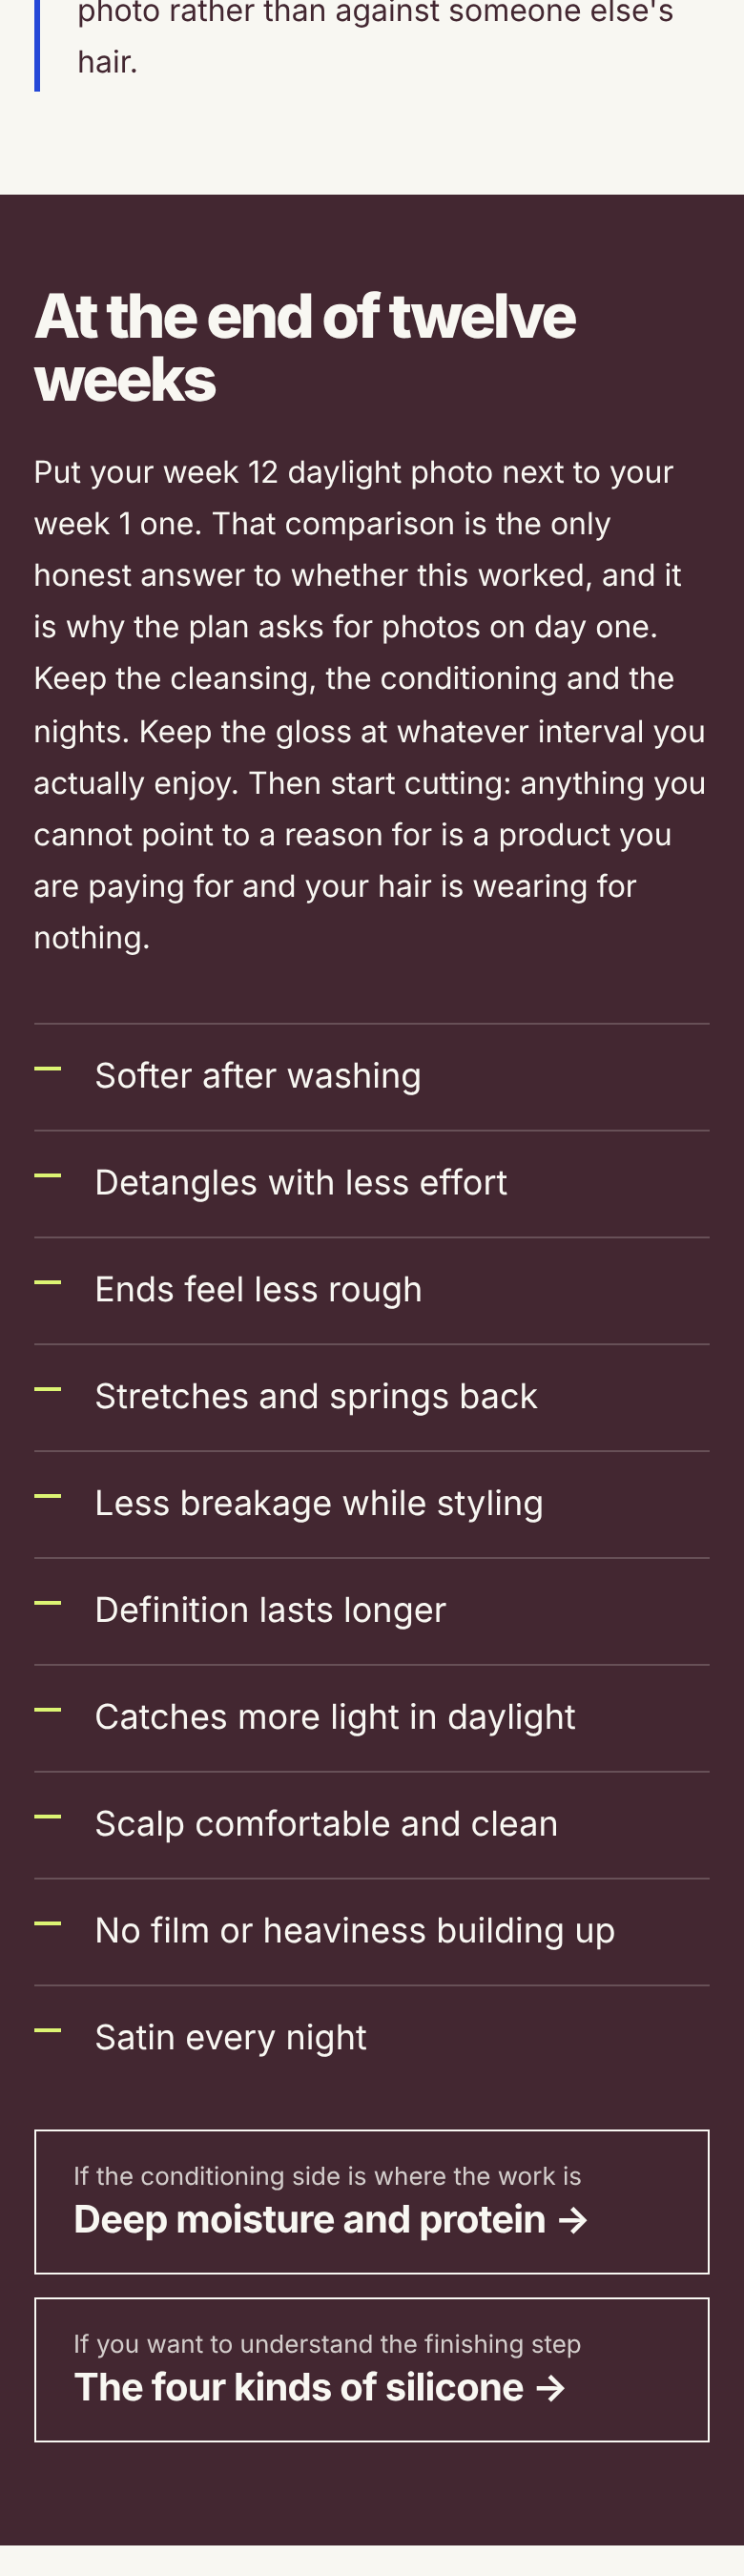 photo rather than against someone else's
hair.
At the end of twelve
weeks
Put your week 12 daylight photo next to your
week 1 one. That comparison is the only
honest answer to whether this worked, and it
is why the plan asks for photos on day one.
Keep the cleansing, the conditioning and the
nights. Keep the gloss at whatever interval you
actually enjoy. Then start cutting: anything you
cannot point to a reason for is a product you
are paying for and your hair is wearing for
nothing.
Softer after washing
Detangles with less effort
Ends feel less rough
Stretches and springs back
Less breakage while styling
Definition lasts longer
Catches more light in daylight
Scalp comfortable and clean
No film or heaviness building up
Satin every night
If the conditioning side is where the work is
Deep moisture and protein →
If you want to understand the finishing step
The four kinds of silicone →